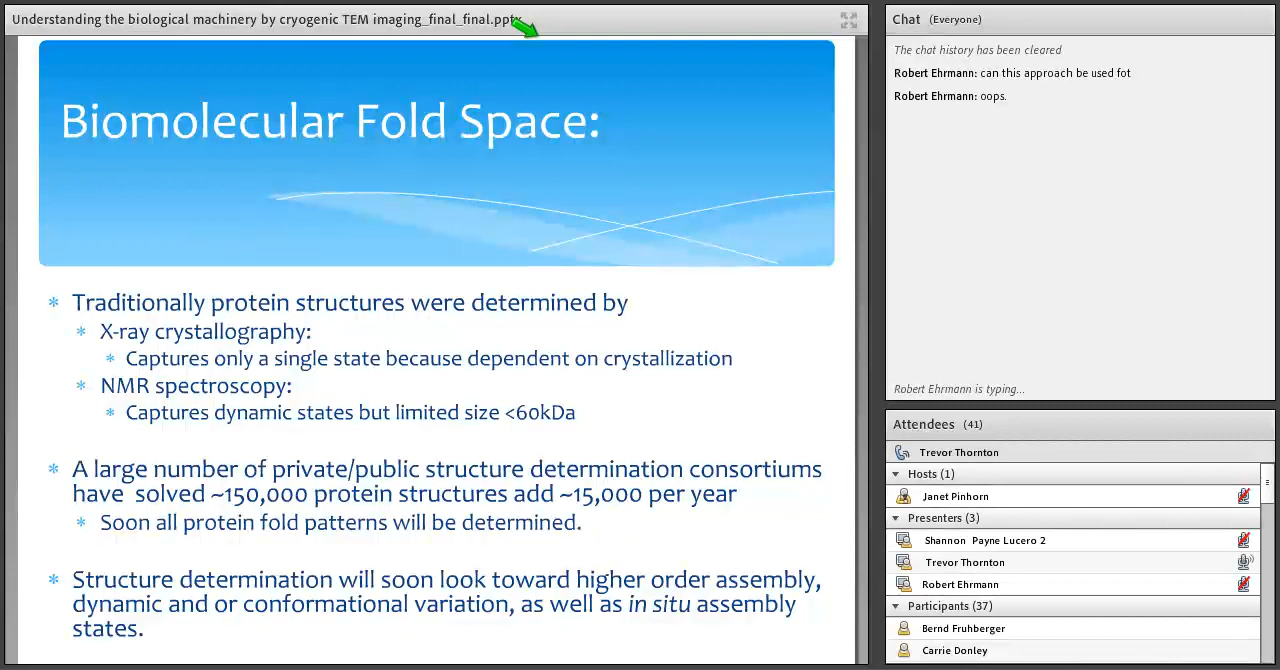 Understanding the biological machinery by cryogenic TEM imaging_final_final.pptx
Biomolecular Fold Space:
* Traditionally protein structures were determined by
* X-ray crystallography:
* Captures only a single state because dependent on crystallization
* NMR spectroscopy:
* Captures dynamic states but limited size <60kDa
* A large number of private/public structure determination consortiums
have solved ~150,000 protein structures add ~15,000 per year
* Soon all protein fold patterns will be determined.
* Structure determination will soon look toward higher order assembly,
dynamic and or conformational variation, as well as in situ assembly
states.
Chat (Everyone)
The chat history has been cleared
Robert Ehrmann: can this approach be used fot
Robert Ehrmann: oops.
Robert Ehrmann is typing...
Attendees (41)
Trevor Thornton
Hosts (1)
Janet Pinhorn
Presenters (3)
Shannon Payne Lucero 2
Trevor Thornton
Robert Ehrmann
Participants (37)
Bernd Fruhberger
Carrie Donley